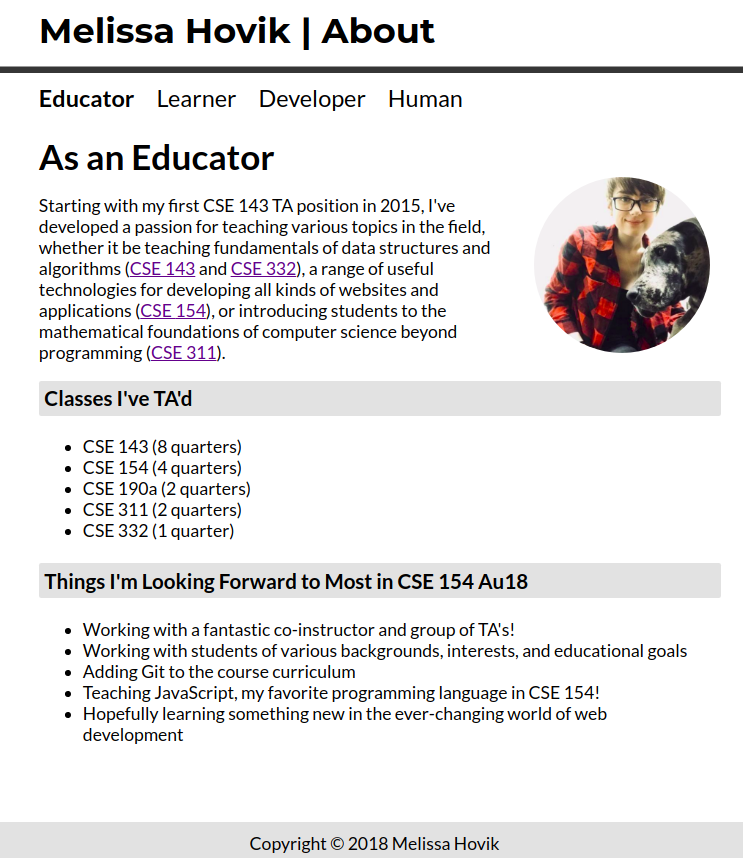 Melissa Hovik | About
Educator Learner Developer Human
As an Educator
Starting with my first CSE 143 TA position in 2015, I've
developed a passion for teaching various topics in the field,
whether it be teaching fundamentals of data structures and
algorithms (CSE 143 and CSE 332), a range of useful
technologies for developing all kinds of websites and
applications (CSE 154), or introducing students to the
mathematical foundations of computer science beyond
programming (CSE 311).
Classes I've TA'd
• CSE 143 (8 quarters)
• CSE 154 (4 quarters)
• CSE 190a (2 quarters)
• CSE 311 (2 quarters)
• CSE 332 (1 quarter)
Things I'm Looking Forward to Most in CSE 154 Au18
• Working with a fantastic co-instructor and group of TA's!
• Working with students of various backgrounds, interests, and educational goals
• Adding Git to the course curriculum
• Teaching JavaScript, my favorite programming language in CSE 154!
• Hopefully learning something new in the ever-changing world of web
development
Copyright © 2018 Melissa Hovik